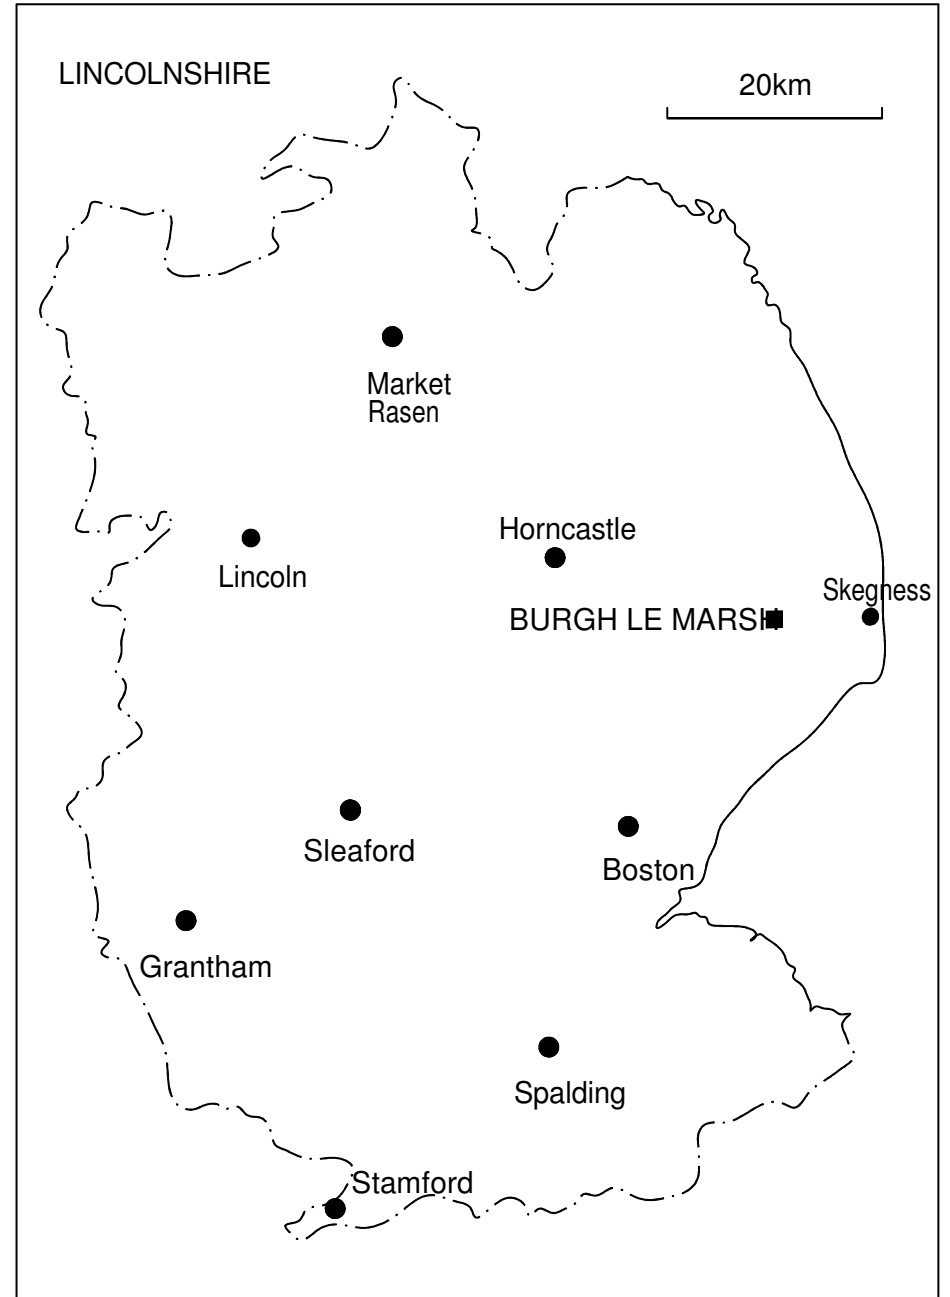 LINCOLNSHIRE
20km
Market
Rasen
Horncastle
Lincoln
Skegness
BURGH LE MARSH
Sleaford
Boston
Grantham
Spalding
Stamford